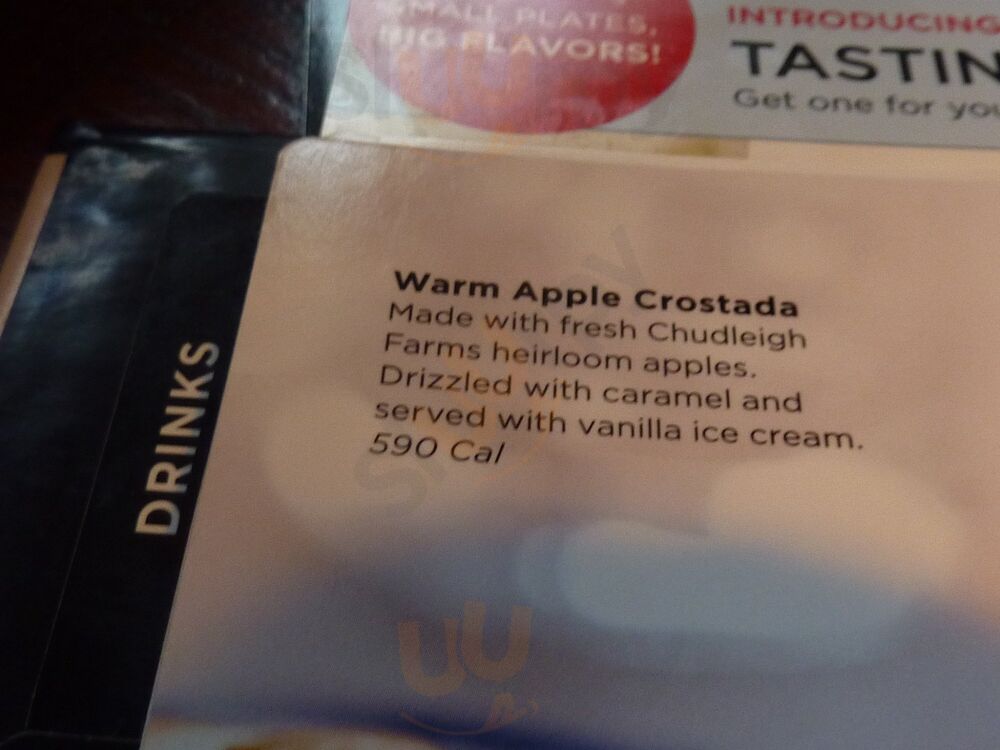 SMALL PLATES,
BIG FLAVORS!
INTRODUCING
TASTIN
Get one for you
Warm Apple Crostada
Made with fresh Chudleigh
Farms heirloom apples.
Drizzled with caramel and
served with vanilla ice cream.
590 Cal
DRINKS